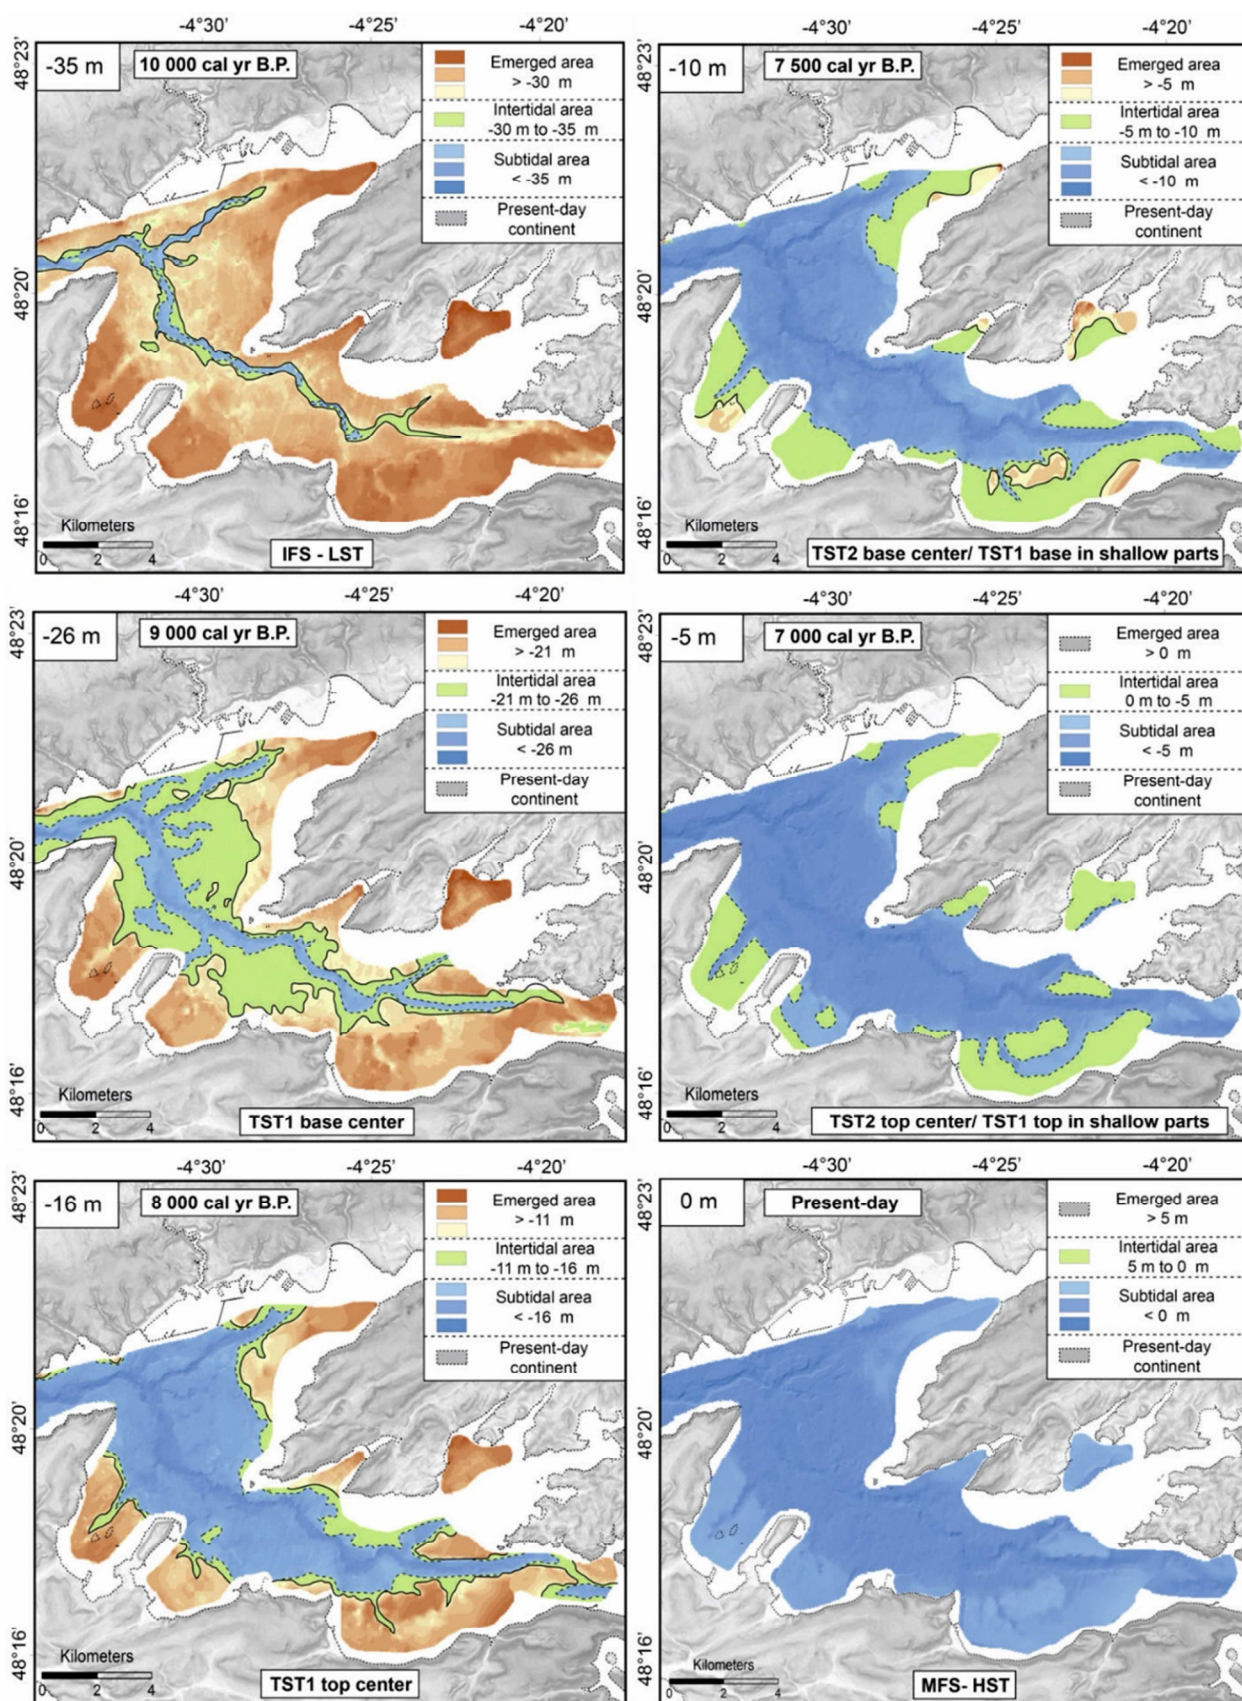 -4°30'
-4°25'
-4°20'
48°23'
48°20'
48°16'
-35 m
10 000 cal yr B.P.
Emerged area
> -30 m
Intertidal area
-30 m to -35 m
Subtidal area
< -35 m
Present-day
continent
Kilometers
0 2 4
IFS - LST
-4°30'
-4°25'
-4°20'
48°23'
48°20'
48°16'
-10 m
7 500 cal yr B.P.
Emerged area
> -5 m
Intertidal area
-5 m to -10 m
Subtidal area
< -10 m
Present-day
continent
Kilometers
0 2 4
TST2 base center/ TST1 base in shallow parts
-4°30'
-4°25'
-4°20'
48°23'
48°20'
48°16'
-26 m
9 000 cal yr B.P.
Emerged area
> -21 m
Intertidal area
-21 m to -26 m
Subtidal area
< -26 m
Present-day
continent
Kilometers
0 2 4
TST1 base center
-4°30'
-4°25'
-4°20'
48°23'
48°20'
48°16'
-5 m
7 000 cal yr B.P.
Emerged area
> 0 m
Intertidal area
0 m to -5 m
Subtidal area
< -5 m
Present-day
continent
Kilometers
0 2 4
TST2 top center/ TST1 top in shallow parts
-4°30'
-4°25'
-4°20'
48°23'
48°20'
48°16'
-16 m
8 000 cal yr B.P.
Emerged area
> -11 m
Intertidal area
-11 m to -16 m
Subtidal area
< -16 m
Present-day
continent
Kilometers
0 2 4
TST1 top center
-4°30'
-4°25'
-4°20'
48°23'
48°20'
48°16'
0 m
Present-day
Emerged area
> 5 m
Intertidal area
5 m to 0 m
Subtidal area
< 0 m
Present-day
continent
Kilometers
0 2 4
MFS- HST